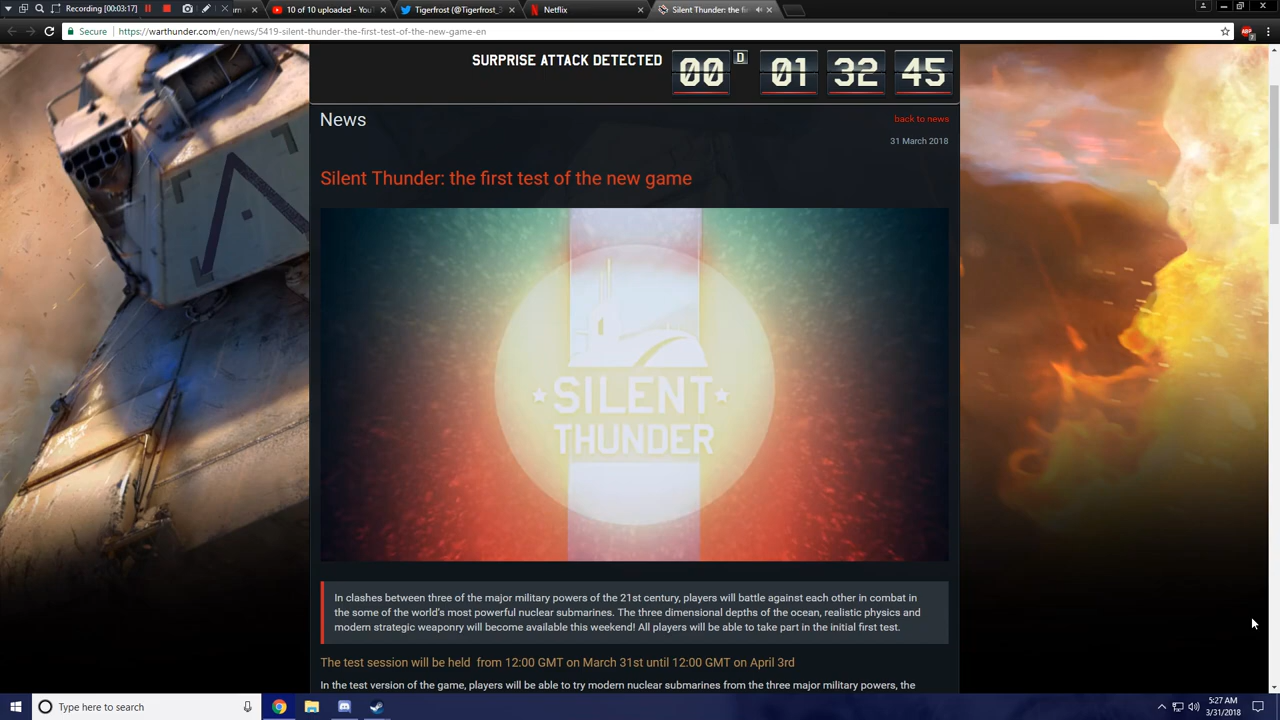 Recording [00:03:17]
10 of 10 uploaded - You
Tigerfrost (@Tigerfrost_
Netflix
Silent Thunder: the fi
Secure
https://warthunder.com/en/news/5419-silent-thunder-the-first-test-of-the-new-game-en
ABP
7
SURPRISE ATTACK DETECTED
00 D 01 32 45
News
back to news
31 March 2018
Silent Thunder: the first test of the new game
SILENT
THUNDER
In clashes between three of the major military powers of the 21st century, players will battle against each other in combat in
the some of the world's most powerful nuclear submarines. The three dimensional depths of the ocean, realistic physics and
modern strategic weaponry will become available this weekend! All players will be able to take part in the initial first test.
The test session will be held from 12:00 GMT on March 31st until 12:00 GMT on April 3rd
In the test version of the game, players will be able to try modern nuclear submarines from the three major military powers, the
Type here to search
5:27 AM
3/31/2018